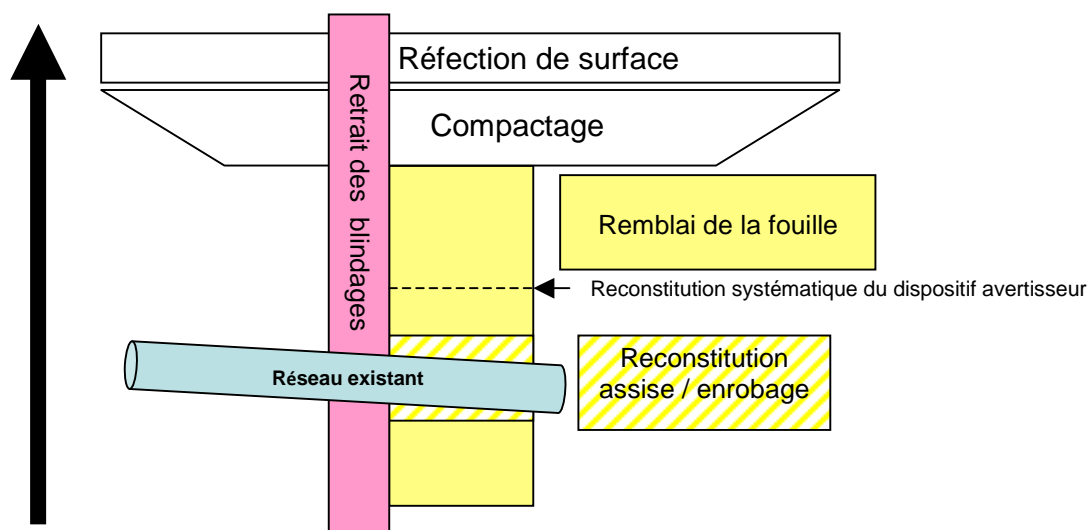 Réfection de surface
Compactage
Retrait des blindages
Remblai de la fouille
Reconstitution systématique du dispositif avertisseur
Réseau existant
Reconstitution
assise / enrobage